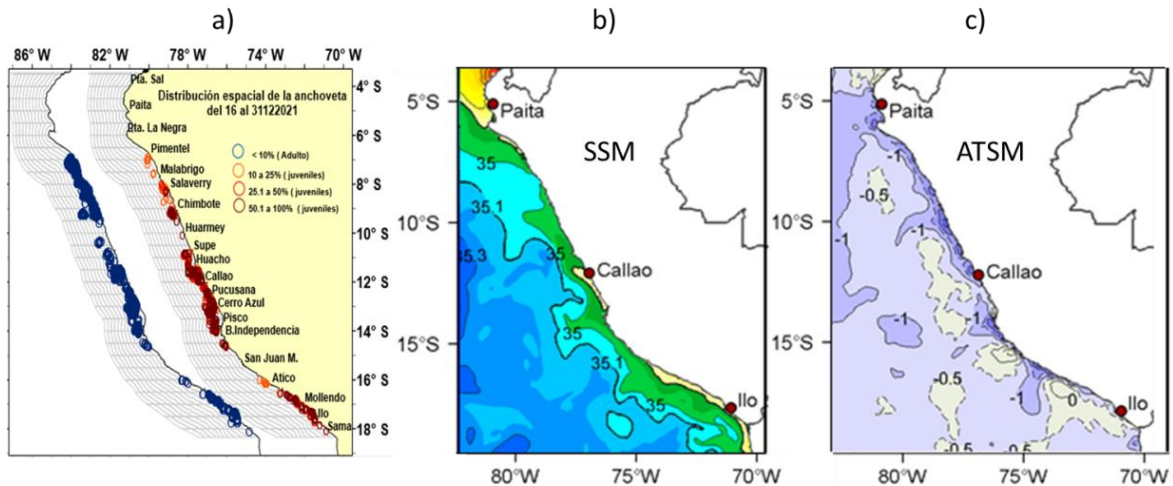 a)
b)
c)
86° W
82° W
78° W
74° W
70° W
Pta. Sal
4° S
Distribución espacial de la anchoveta
Paita
del 16 al 31122021
Pta. La Negra
6° S
Pimentel
< 10% ( Adulto)
Malabrigo
10 a 25% ( juveniles)
Salaverry
8° S
25.1 a 50% ( juveniles)
Chimbote
50.1 a 100% ( juveniles)
Huarmey
10° S
Supe
Huacho
Callao
12° S
Pucusana
Cerro Azul
Pisco
14° S
B.Independencia
San Juan M.
Atico
16° S
Mollendo
Ilo
Sama
18° S
5°S
Paita
SSM
35
35.1
10°S
35.3
35
Callao
35
15°S
35.1
35
Ilo
80°W
75°W
70°W
5°S
Paita
-1
ATSM
-0.5
10°S
-1
-1
Callao
-1
-1
15°S
-0.5
-1
0
Ilo
-0.5
-0.5
80°W
75°W
70°W